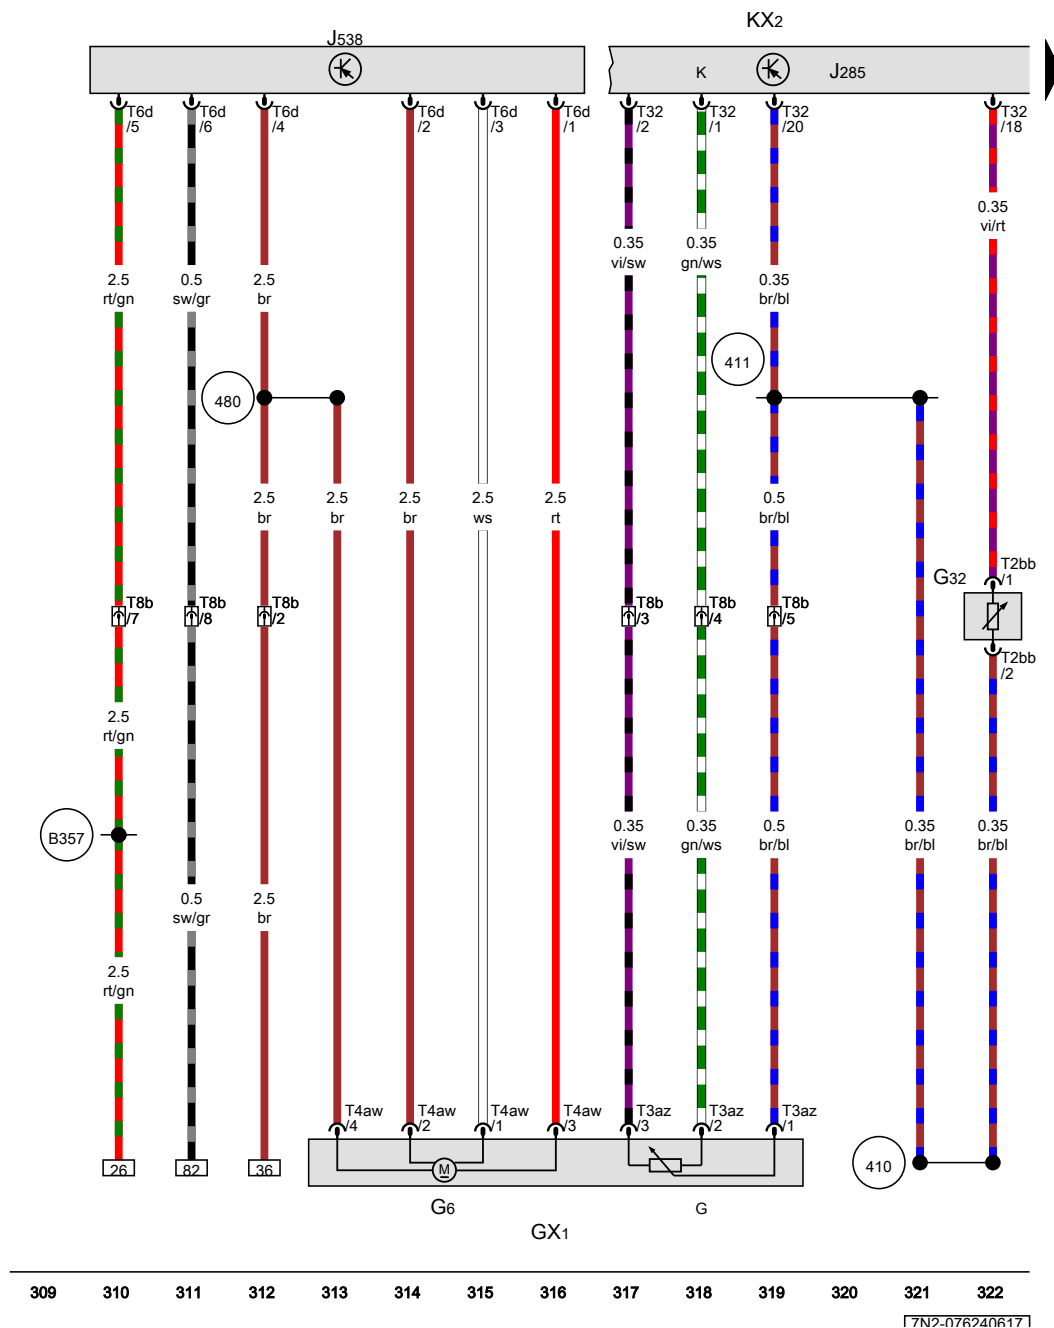 KX2
J538
K
J285
T6d
/5
T6d
/6
T6d
/4
T6d
/2
T6d
/3
T6d
/1
T32
/2
T32
/1
T32
/20
T32
/18
0.35
vi/rt
0.35
vi/sw
0.35
gn/ws
2.5
rt/gn
0.5
sw/gr
2.5
br
0.35
br/bl
411
480
2.5
br
2.5
br
2.5
br
2.5
ws
2.5
rt
0.5
br/bl
G32
T2bb
/1
T8b
/7
T8b
/8
T8b
/2
T8b
/3
T8b
/4
T8b
/5
T2bb
/2
2.5
rt/gn
B357
0.35
vi/sw
0.35
gn/ws
0.5
br/bl
0.35
br/bl
0.35
br/bl
0.5
sw/gr
2.5
br
2.5
rt/gn
T4aw
/4
T4aw
/2
T4aw
/1
T4aw
/3
T3az
/3
T3az
/2
T3az
/1
26
82
36
M
410
G6
G
GX1
309 310 311 312 313 314 315 316 317 318 319 320 321 322
7N2-076240617